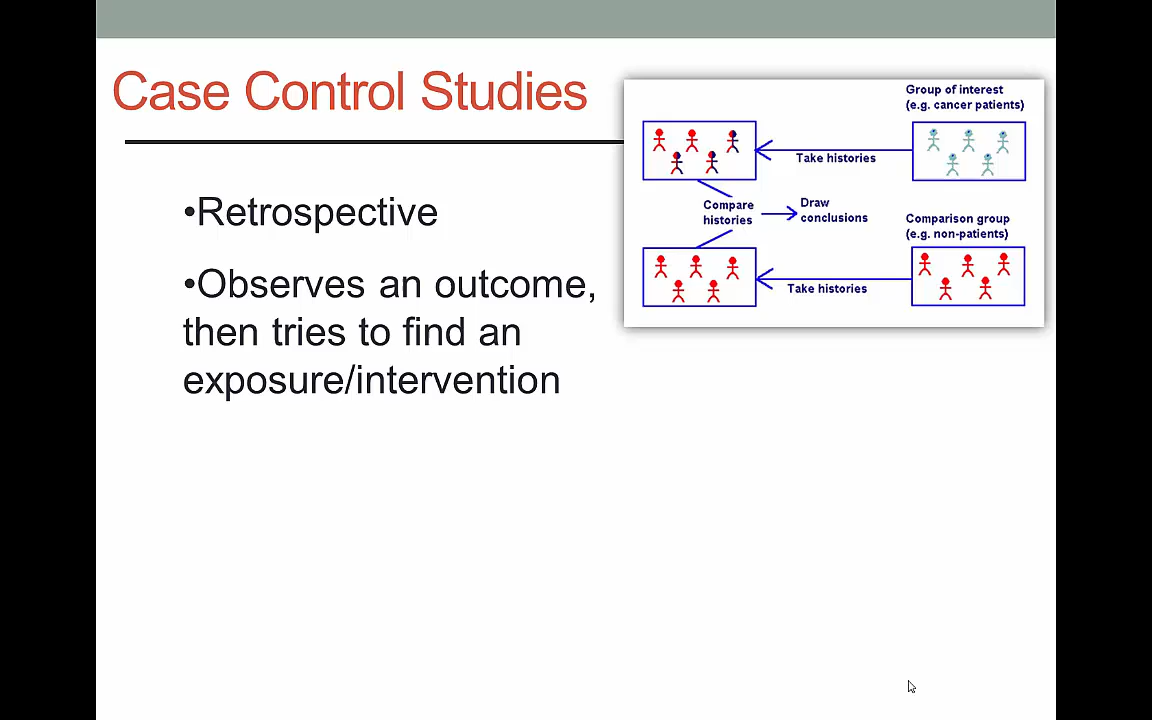 Case Control Studies
•Retrospective
•Observes an outcome,
then tries to find an
exposure/intervention
Group of interest
(e.g. cancer patients)
Take histories
Compare
histories
Draw
conclusions
Comparison group
(e.g. non-patients)
Take histories